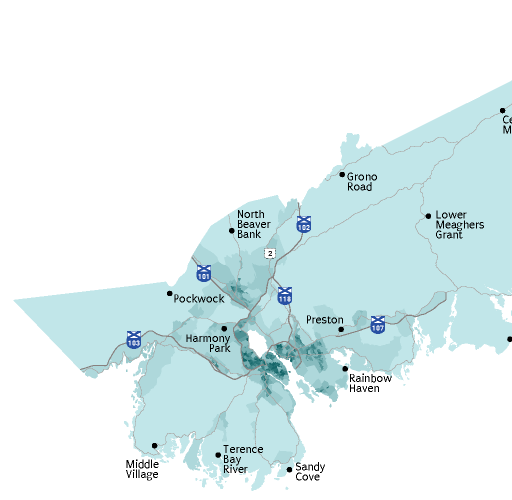 Ce
M
Grono
Road
North
Beaver
Bank
Lower
Meaghers
Grant
102
2
101
118
Pockwock
Preston
107
103
Harmony
Park
Rainbow
Haven
Middle
Village
Terence
Bay
River
Sandy
Cove